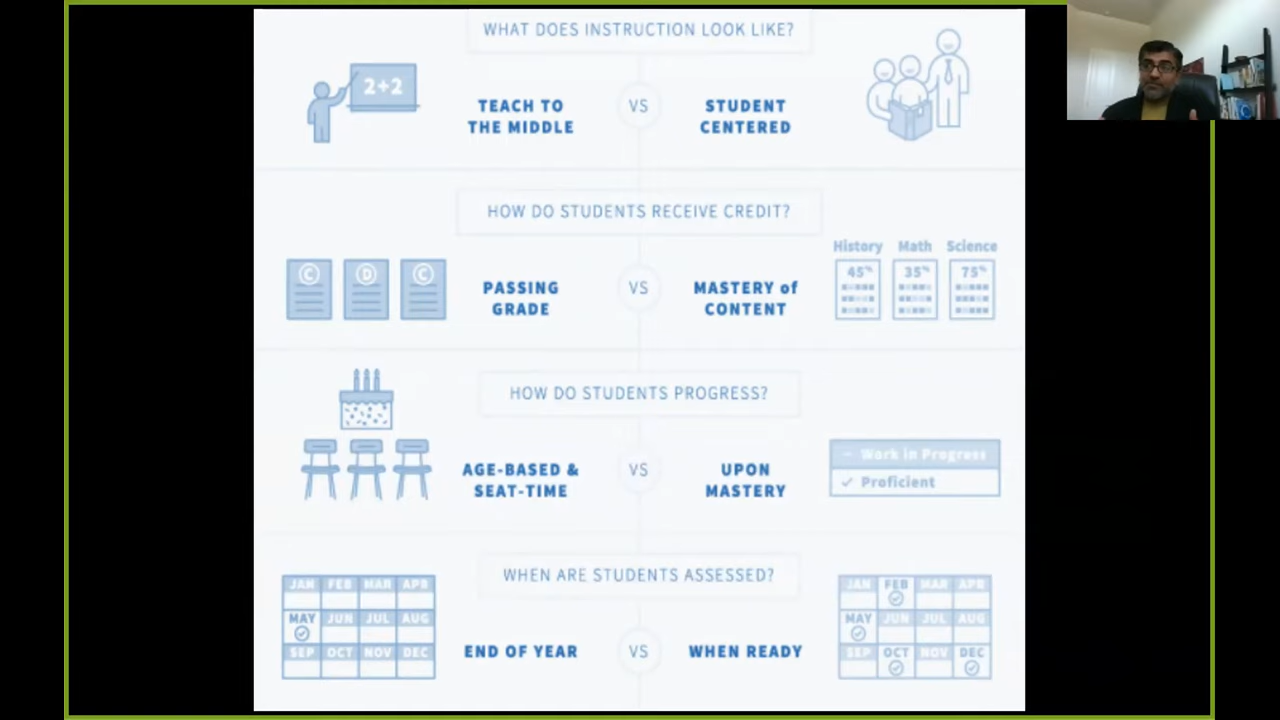 WHAT DOES INSTRUCTION LOOK LIKE?
2+2
TEACH TO
THE MIDDLE
VS
STUDENT
CENTERED
HOW DO STUDENTS RECEIVE CREDIT?
C
D
C
PASSING
GRADE
VS
MASTERY of
CONTENT
History Math Science
45% 35% 75%
HOW DO STUDENTS PROGRESS?
AGE-BASED &
SEAT-TIME
VS
UPON
MASTERY
– Work in Progress
✓ Proficient
WHEN ARE STUDENTS ASSESSED?
JAN FEB MAR APR
MAY JUN JUL AUG
SEP OCT NOV DEC
END OF YEAR
VS
WHEN READY
JAN FEB MAR APR
MAY JUN JUL AUG
SEP OCT NOV DEC